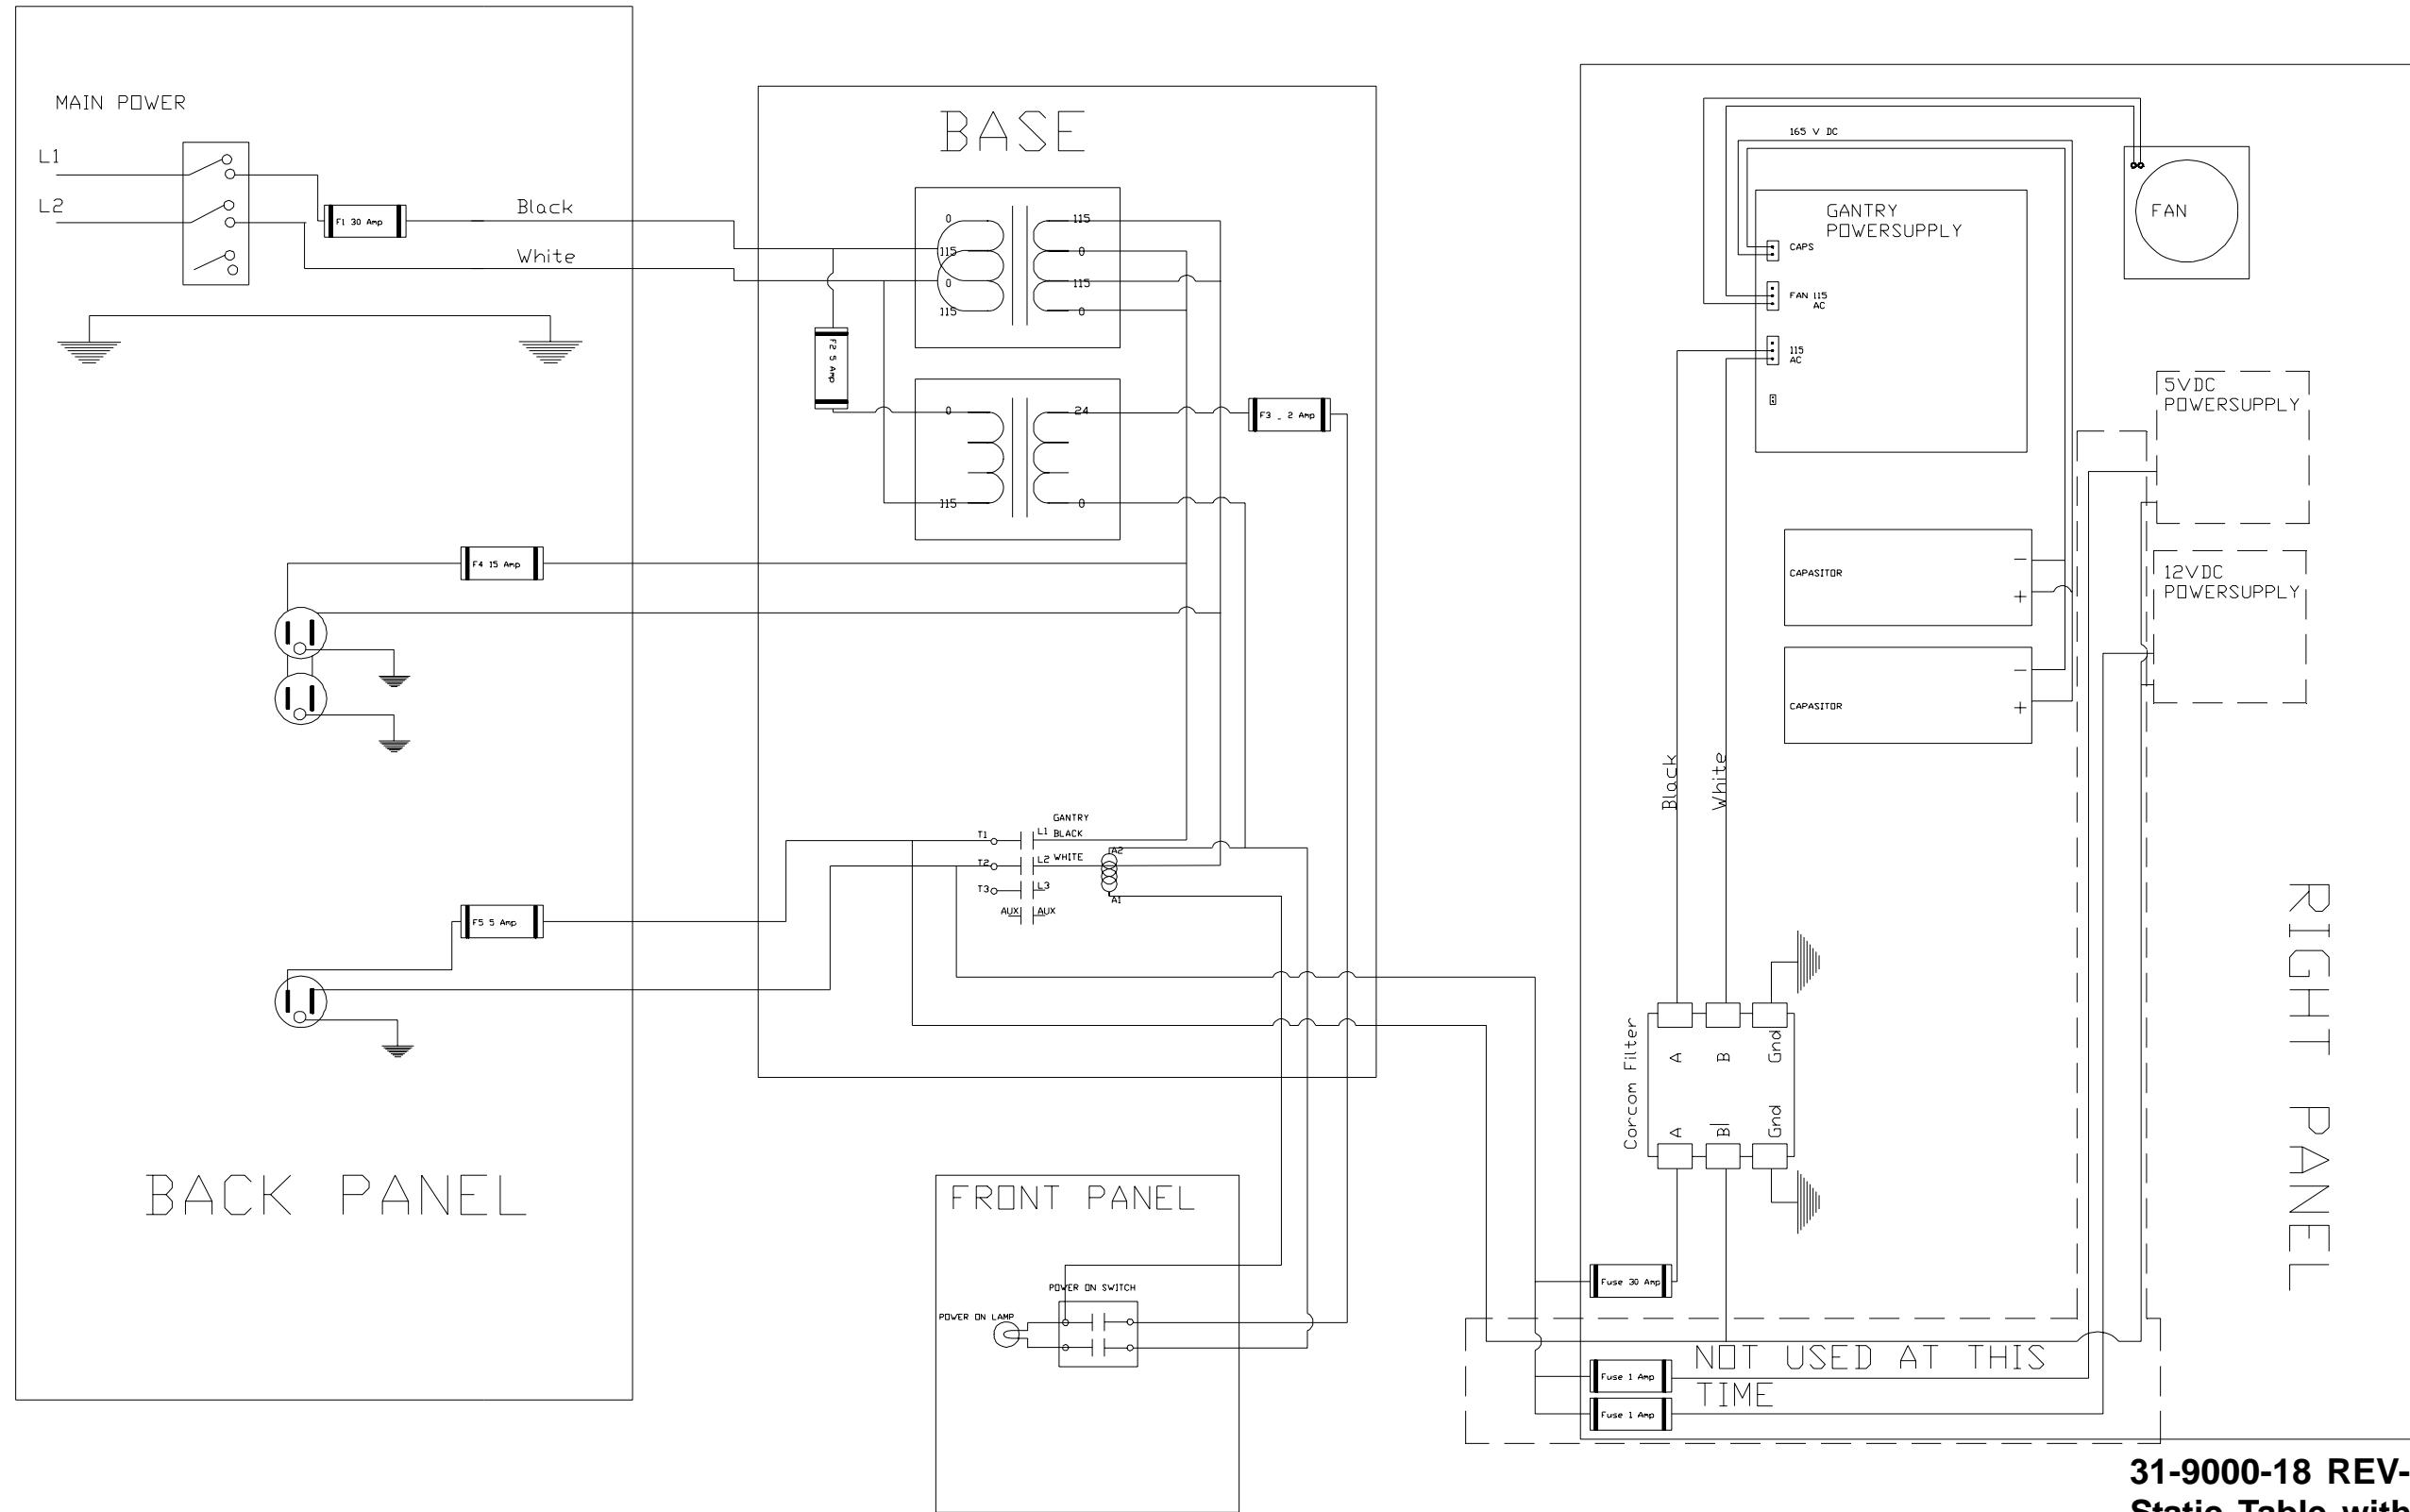 MAIN POWER
L1
L2
F1 30 Amp
Black
White
F4 15 Amp
F5 5 Amp
BACK PANEL
BASE
0
115
0
115
115
0
115
0
F2 5 Amp
0
115
24
0
F3 _ 2 Amp
GANTRY
T1
L1 BLACK
T2
L2 WHITE
T3
L3
AUX
AUX
A2
A1
FRONT PANEL
POWER ON SWITCH
POWER ON LAMP
165 V DC
GANTRY
POWERSUPPLY
CAPS
FAN 115
AC
115
AC
FAN
5VDC
POWERSUPPLY
12VDC
POWERSUPPLY
CAPASITOR
-
+
CAPASITOR
-
+
Black
White
Corcom Filter
A
B
Gnd
A
B
Gnd
Fuse 30 Amp
Fuse 1 Amp
Fuse 1 Amp
NOT USED AT THIS
TIME
RIGHT PANEL
31-9000-18 REV-
Static Table with